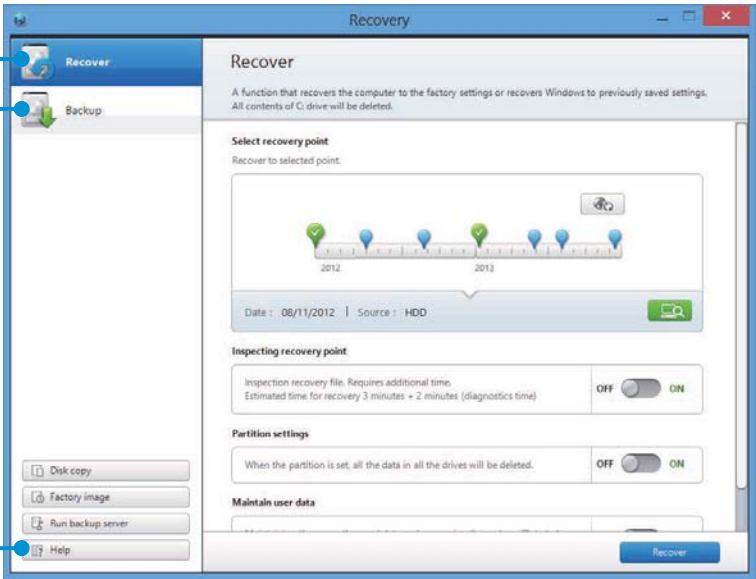 Recovery
Recover
Backup
Recover
A function that recovers the computer to the factory settings or recovers Windows to previously saved settings.
All contents of C: drive will be deleted.
Select recovery point
Recover to selected point.
2012
2013
Date : 08/11/2012 | Source : HDD
Inspecting recovery point
Inspection recovery file. Requires additional time.
Estimated time for recovery 3 minutes + 2 minutes (diagnostics time)
OFF ON
Partition settings
When the partition is set, all the data in all the drives will be deleted.
OFF ON
Maintain user data
Disk copy
Factory image
Run backup server
Help
Recover